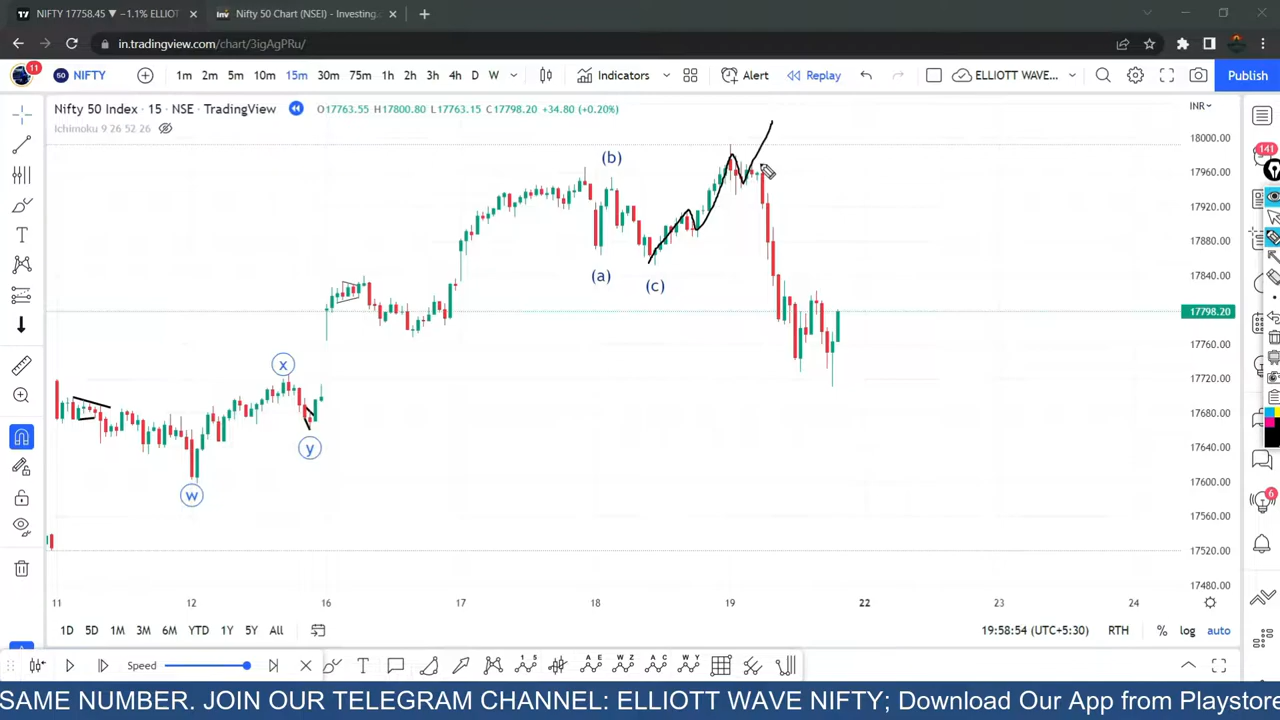 NIFTY 17758.45 ▼ −1.1% ELLIOT
Nifty 50 Chart (NSEI) - Investing.
in.tradingview.com/chart/3igAgPRu/
11 50 NIFTY 1m 2m 5m 10m 15m 30m 75m 1h 2h 3h 4h D W Indicators Alert Replay ELLIOTT WAVE... Publish
Nifty 50 Index · 15 · NSE · TradingView O17763.55 H17800.80 L17763.15 C17798.20 +34.80 (+0.20%) INR
Ichimoku 9 26 52 26
18000.00
141
(b)
17960.00
17920.00
17880.00
(a)
(c)
17840.00
17798.20
17760.00
x
17720.00
17680.00
y
17640.00
w
17600.00
6
17560.00
17520.00
17480.00
11 12 16 17 18 19 22 23 24
1D 5D 1M 3M 6M YTD 1Y 5Y All 19:58:54 (UTC+5:30) RTH % log auto
Speed
SAME NUMBER. JOIN OUR TELEGRAM CHANNEL: ELLIOTT WAVE NIFTY; Download Our App from Playstore